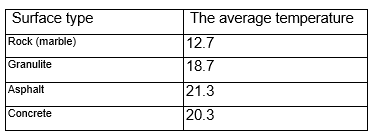 Surface type The average temperature
Rock (marble) 12.7
Granulite 18.7
Asphalt 21.3
Concrete 20.3